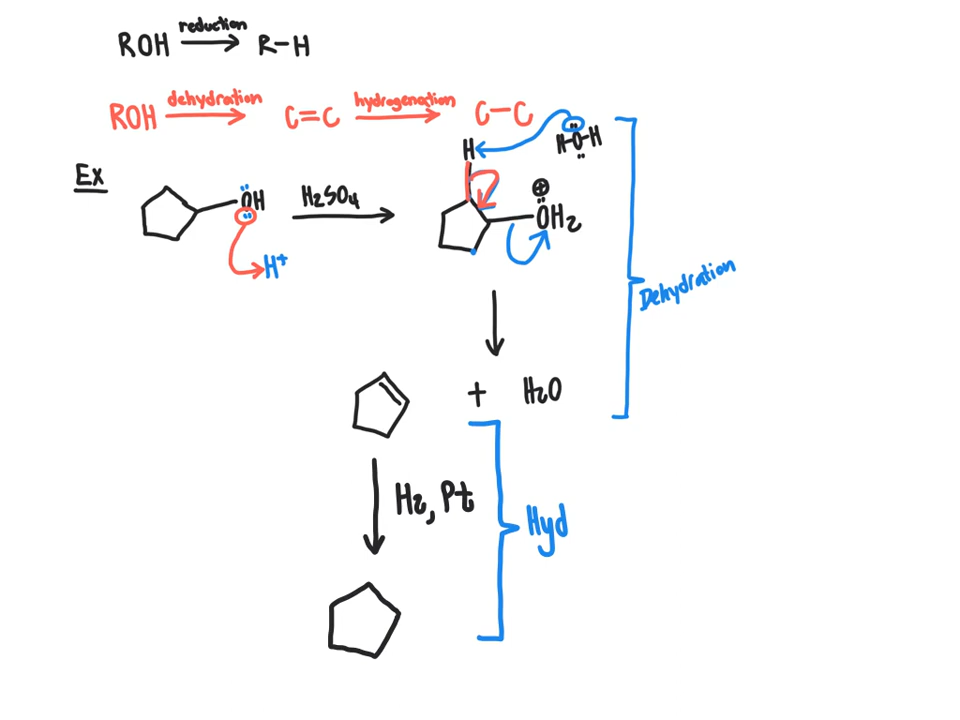 ROH reduction R-H
ROH dehydration C=C hydrogenation C-C
Ex
OH
H⁺
H₂SO₄
H
H-O-H
⊕
OH₂
Dehydration
+ H₂O
H₂, Pt
Hyd